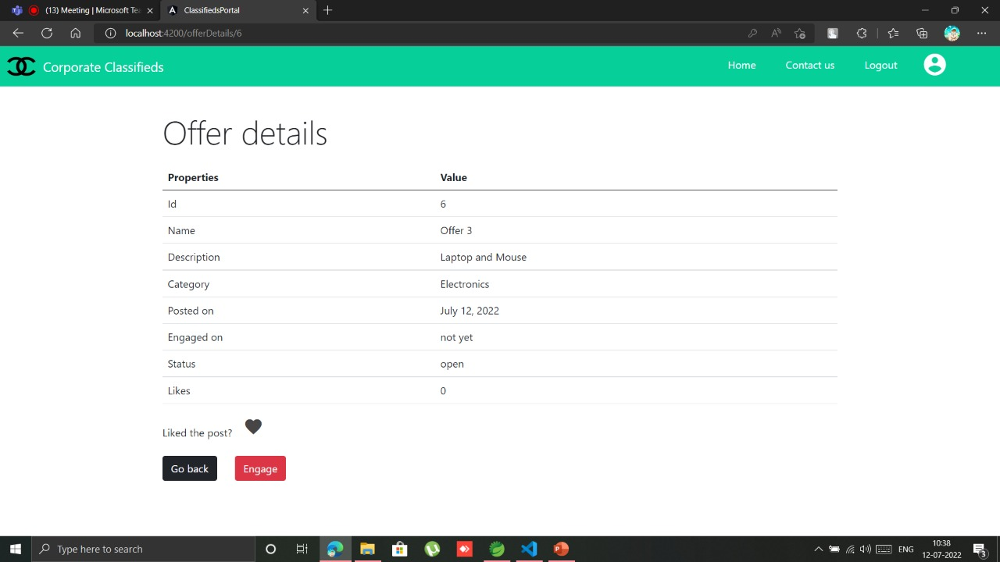 (13) Meeting | Microsoft Te
ClassifiedsPortal
localhost:4200/offerDetails/6
Corporate Classifieds
Home
Contact us
Logout
Offer details
Properties Value
Id 6
Name Offer 3
Description Laptop and Mouse
Category Electronics
Posted on July 12, 2022
Engaged on not yet
Status open
Likes 0
Liked the post?
Go back
Engage
Type here to search
ENG
10:38
12-07-2022
3